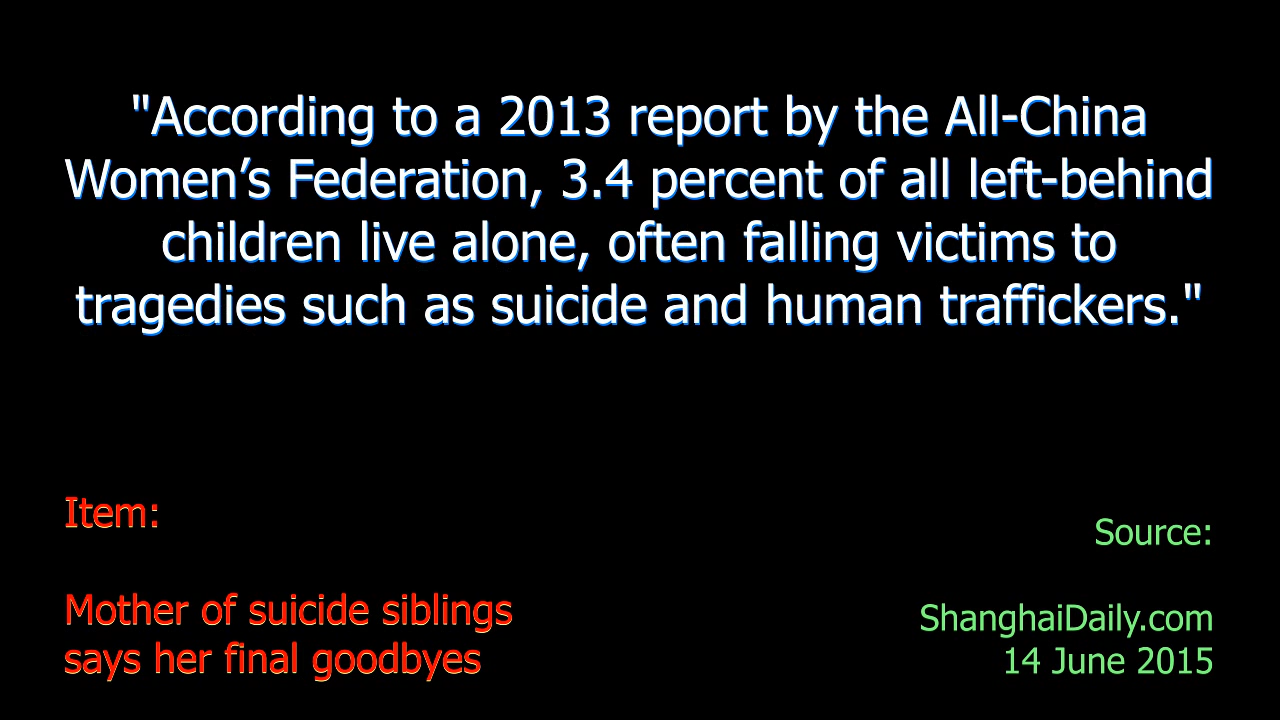 "According to a 2013 report by the All-China
Women’s Federation, 3.4 percent of all left-behind
children live alone, often falling victims to
tragedies such as suicide and human traffickers."
Item:
Mother of suicide siblings
says her final goodbyes
Source:
ShanghaiDaily.com
14 June 2015